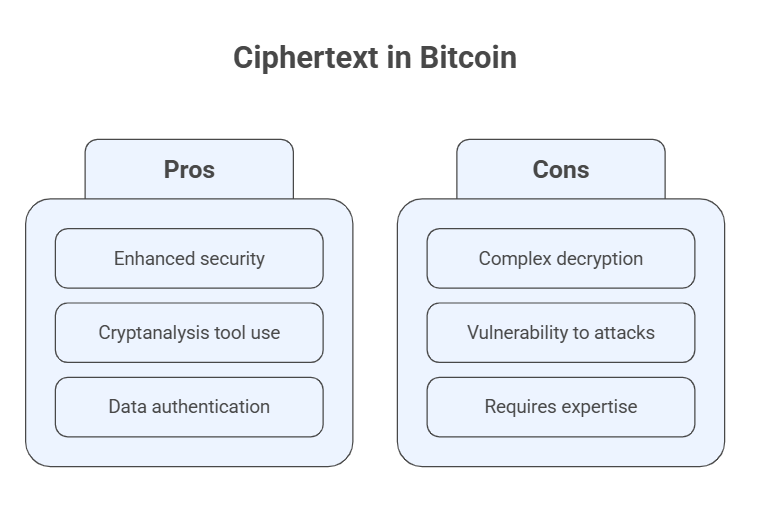 Ciphertext in Bitcoin
Pros
Enhanced security
Cryptanalysis tool use
Data authentication
Cons
Complex decryption
Vulnerability to attacks
Requires expertise